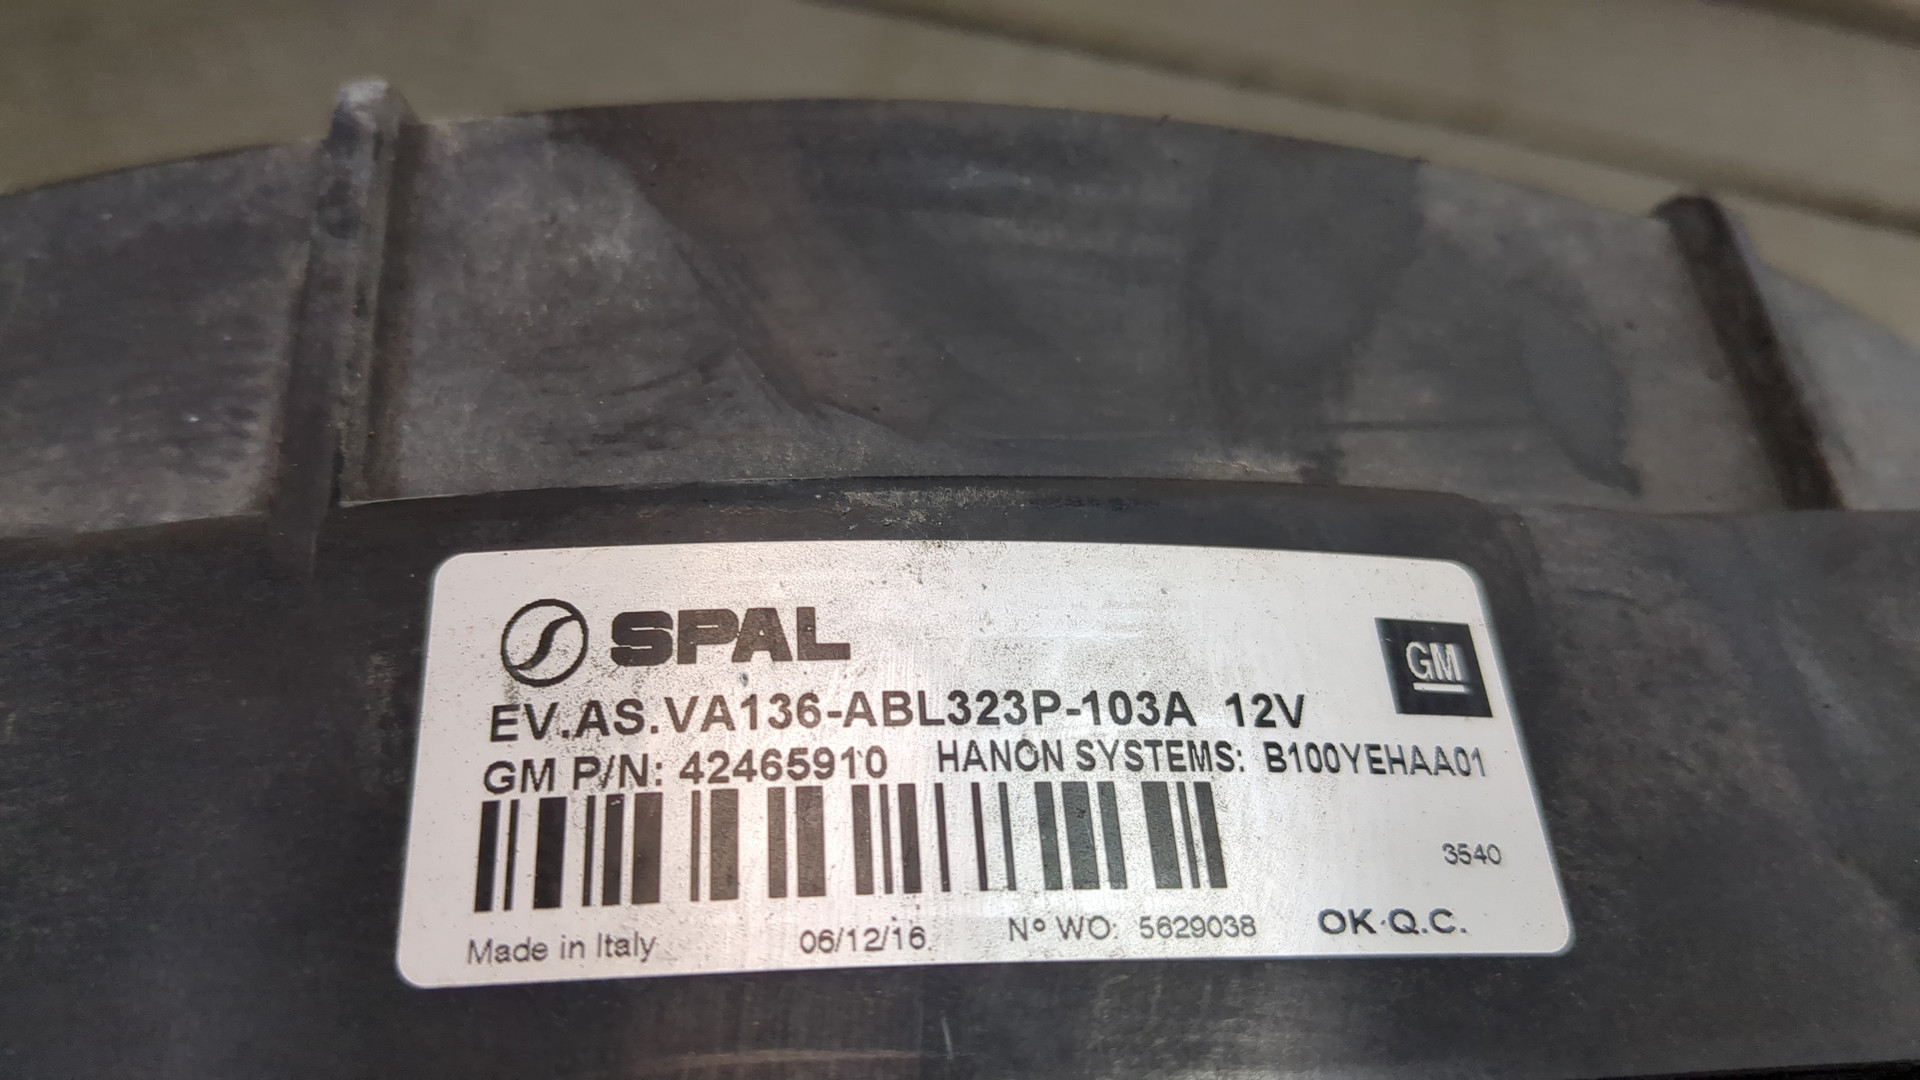 SPAL
GM
EV.AS.VA136-ABL323P-103A 12V
GM P/N: 42465910 HANON SYSTEMS: B100YEHAA01
3540
Made in Italy 06/12/16 Nº WO: 5629038 OK Q.C.